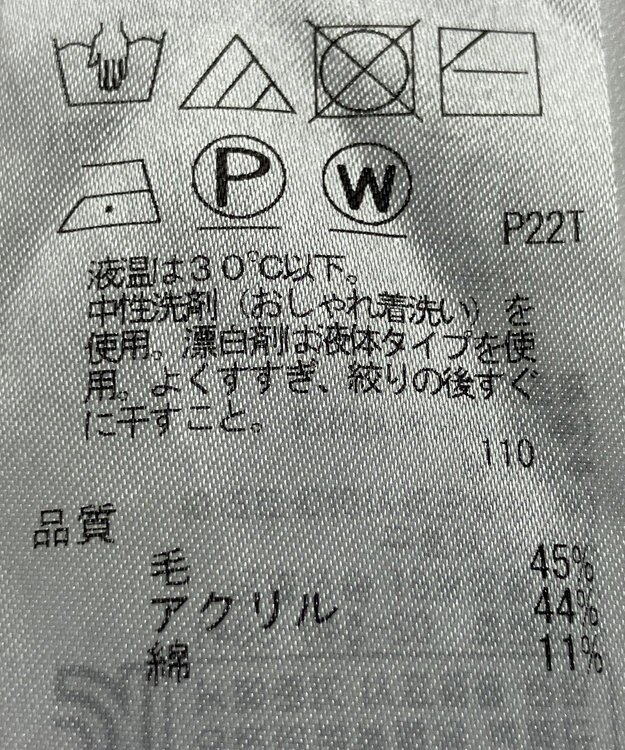 P
W
P22T
液温は30℃以下。
中性洗剤(おしゃれ着洗い)を
使用。漂白剤は液体タイプを使
用。よくすすぎ、絞りの後すぐ
に干すこと。
110
品質
毛 45%
アクリル 44%
綿 11%